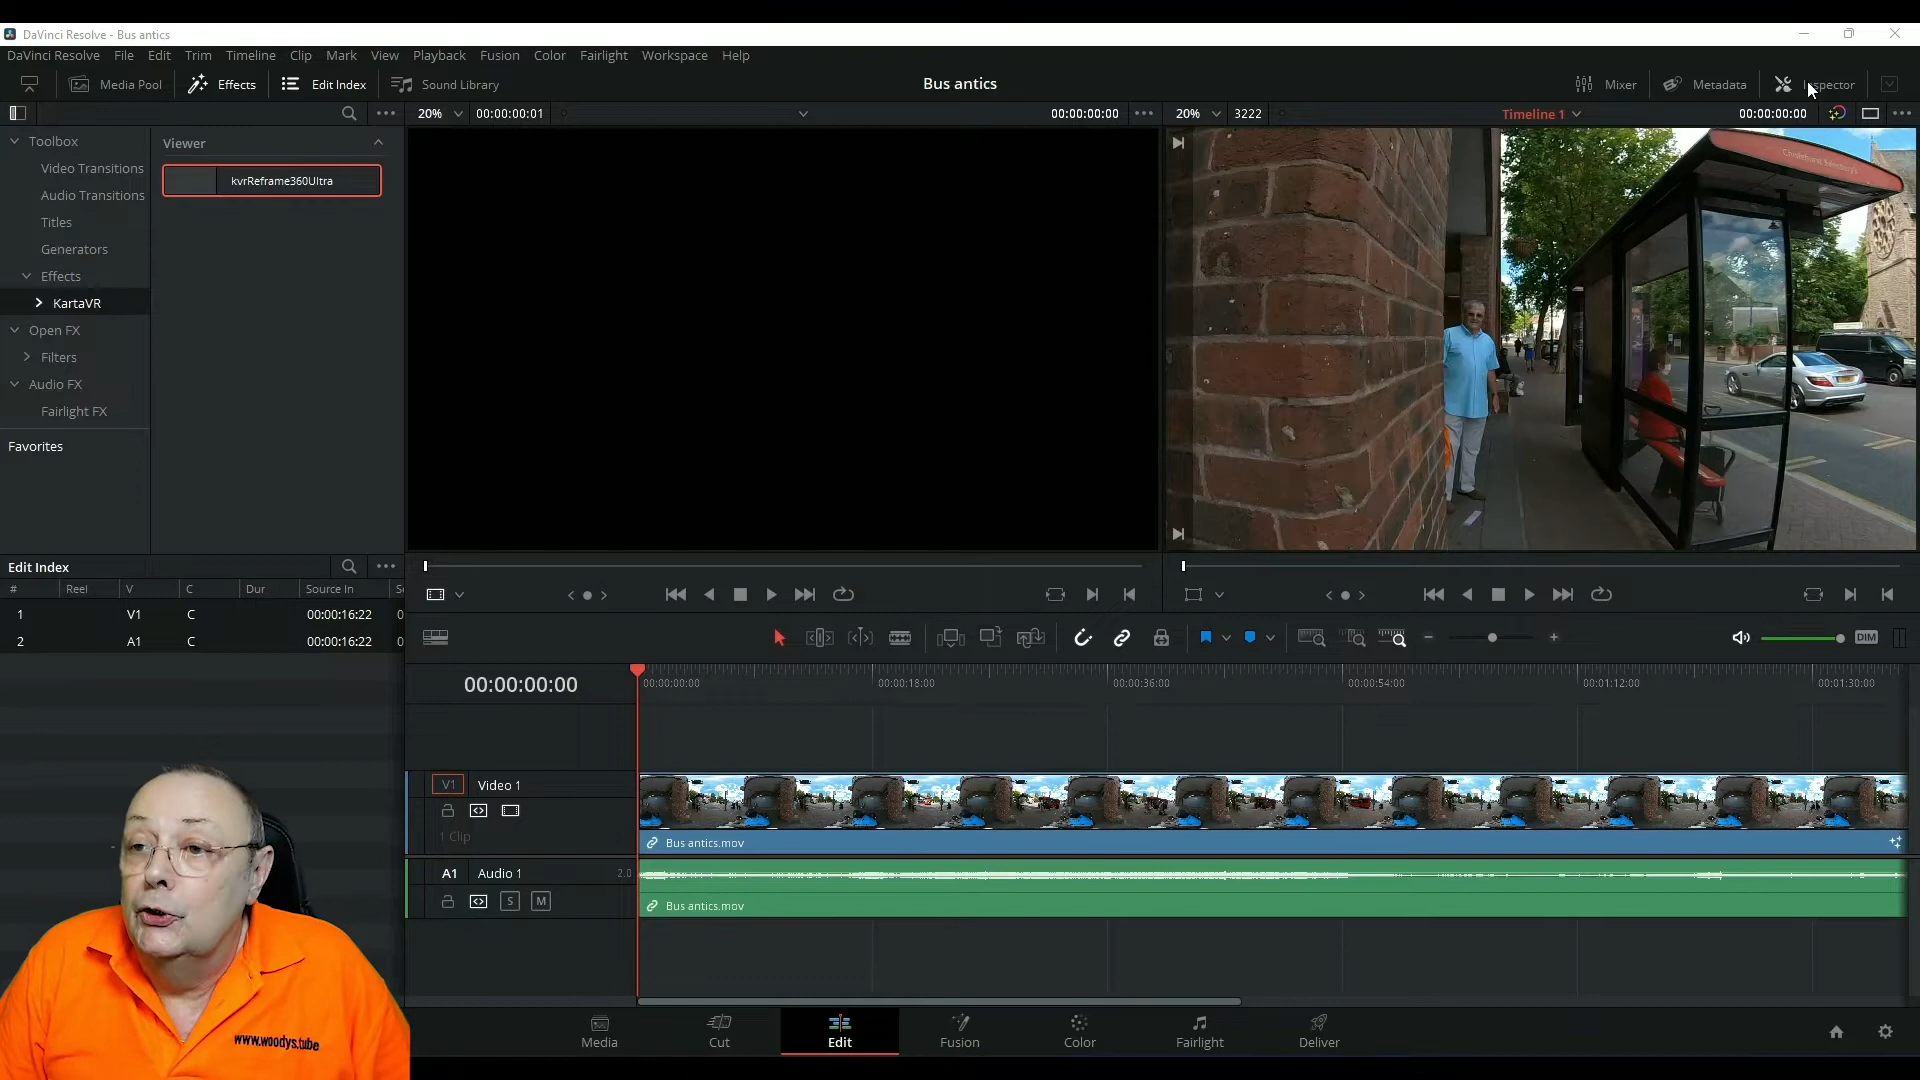 DaVinci Resolve - Bus antics
DaVinci Resolve File Edit Trim Timeline Clip Mark View Playback Fusion Color Fairlight Workspace Help
Media Pool Effects Edit Index Sound Library Bus antics Mixer Metadata Inspector
20% 00:00:00:01 00:00:00:00 20% 3222 Timeline 1 00:00:00:00
Toolbox
Video Transitions
Audio Transitions
Titles
Generators
Effects
KartaVR
Open FX
Filters
Audio FX
Fairlight FX
Favorites
Viewer
kvrReframe360Ultra
Edit Index
# Reel V C Dur Source In
1 V1 C 00:00:16:22 0
2 A1 C 00:00:16:22 0
DIM
00:00:00:00
00:00:00:00 00:00:18:00 00:00:36:00 00:00:54:00 00:01:12:00 00:01:30:00
V1 Video 1
1 Clip
Bus antics.mov
A1 Audio 1 2.0
S M
Bus antics.mov
www.woodys.tube
Media Cut Edit Fusion Color Fairlight Deliver